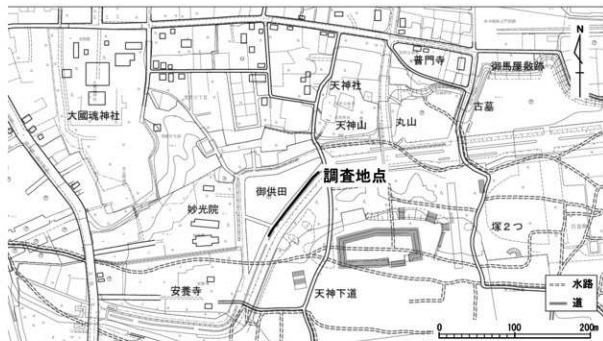 N
普門寺
御馬屋敷跡
天神社
古墓
大國魂神社
天神山
丸山
調査地点
御供田
妙光院
塚２つ
水路
安養寺
天神下道
道
0 100 200m